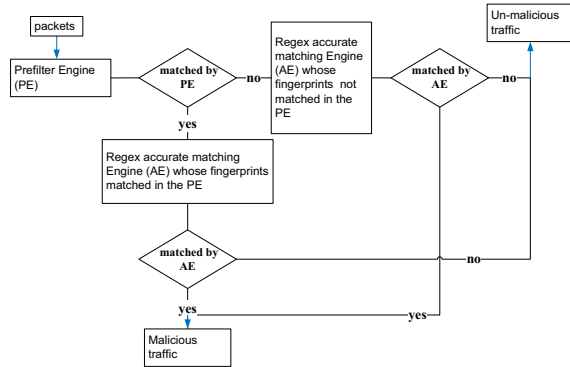 packets
Prefilter Engine
(PE)
matched by
PE
no
Regex accurate
matching Engine
(AE) whose
fingerprints not
matched in the
PE
matched by
AE
no
Un-malicious
traffic
yes
Regex accurate matching
Engine (AE) whose fingerprints
matched in the PE
matched by
AE
no
yes
yes
Malicious
traffic